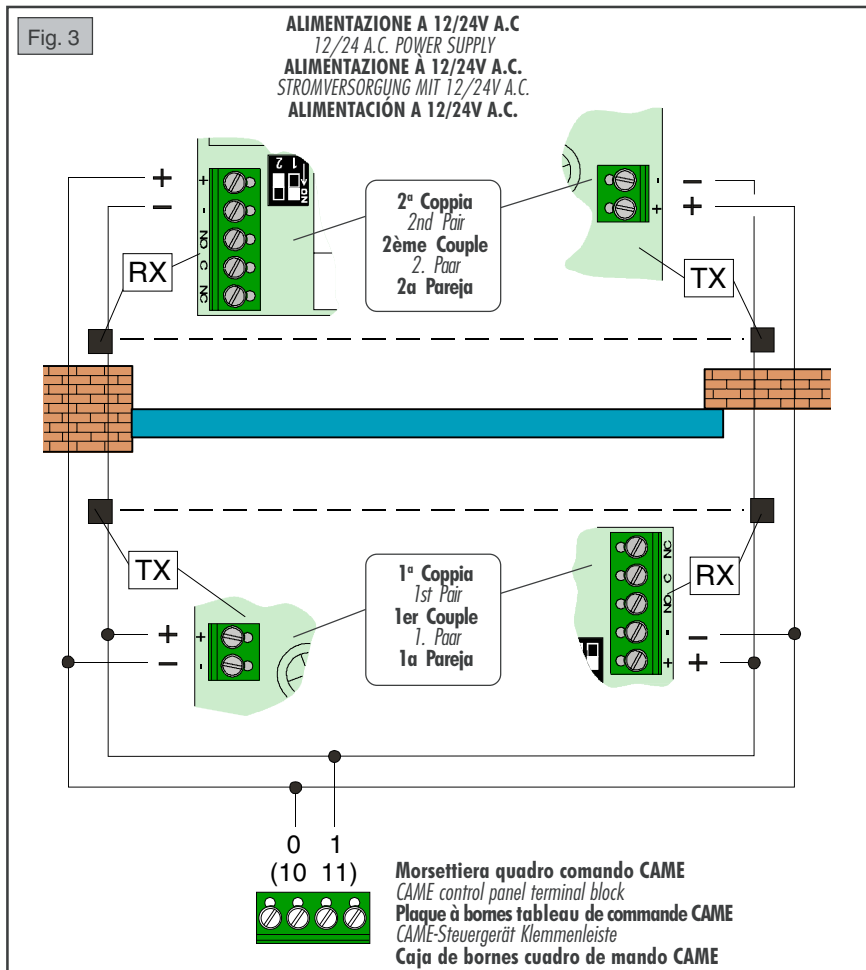 Fig. 3
ALIMENTAZIONE A 12/24V A.C
12/24 A.C. POWER SUPPLY
ALIMENTAZIONE À 12/24V A.C.
STROMVERSORGUNG MIT 12/24V A.C.
ALIMENTACIÓN A 12/24V A.C.
+
−
+
-
NO
C
NC
2 1
ON
RX
2ª Coppia
2nd Pair
2ème Couple
2. Paar
2a Pareja
-
+
−
+
TX
TX
+
−
+
-
1ª Coppia
1st Pair
1er Couple
1. Paar
1a Pareja
NC
C
NO
-
+
RX
−
+
0 1
(10 11)
Morsettiera quadro comando CAME
CAME control panel terminal block
Plaque à bornes tableau de commande CAME
CAME-Steuergerät Klemmenleiste
Caja de bornes cuadro de mando CAME